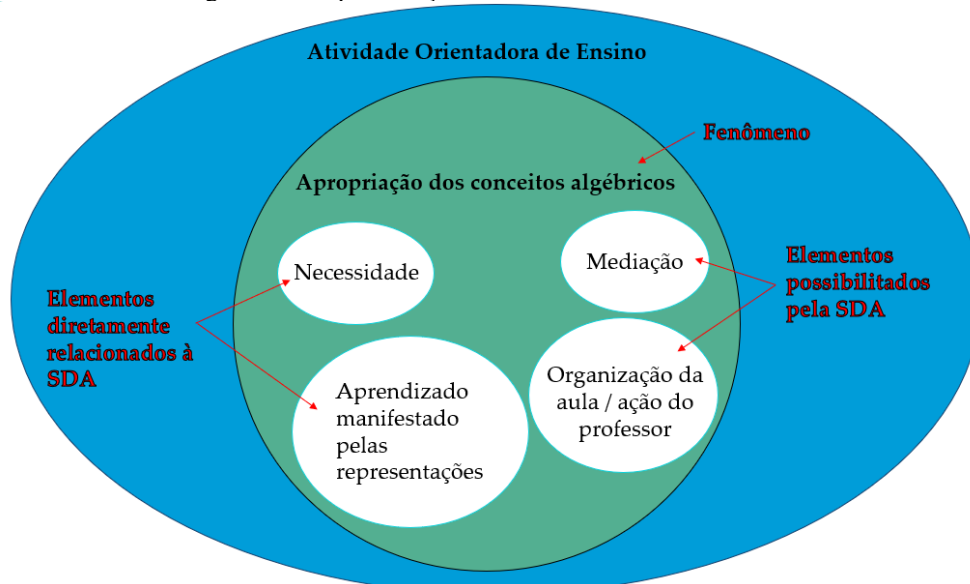 Atividade Orientadora de Ensino
Fenômeno
Apropriação dos conceitos algébricos
Necessidade
Mediação
Elementos
diretamente
relacionados à
SDA
Elementos
possibilitados
pela SDA
Aprendizado
manifestado
pelas
representações
Organização da
aula / ação do
professor